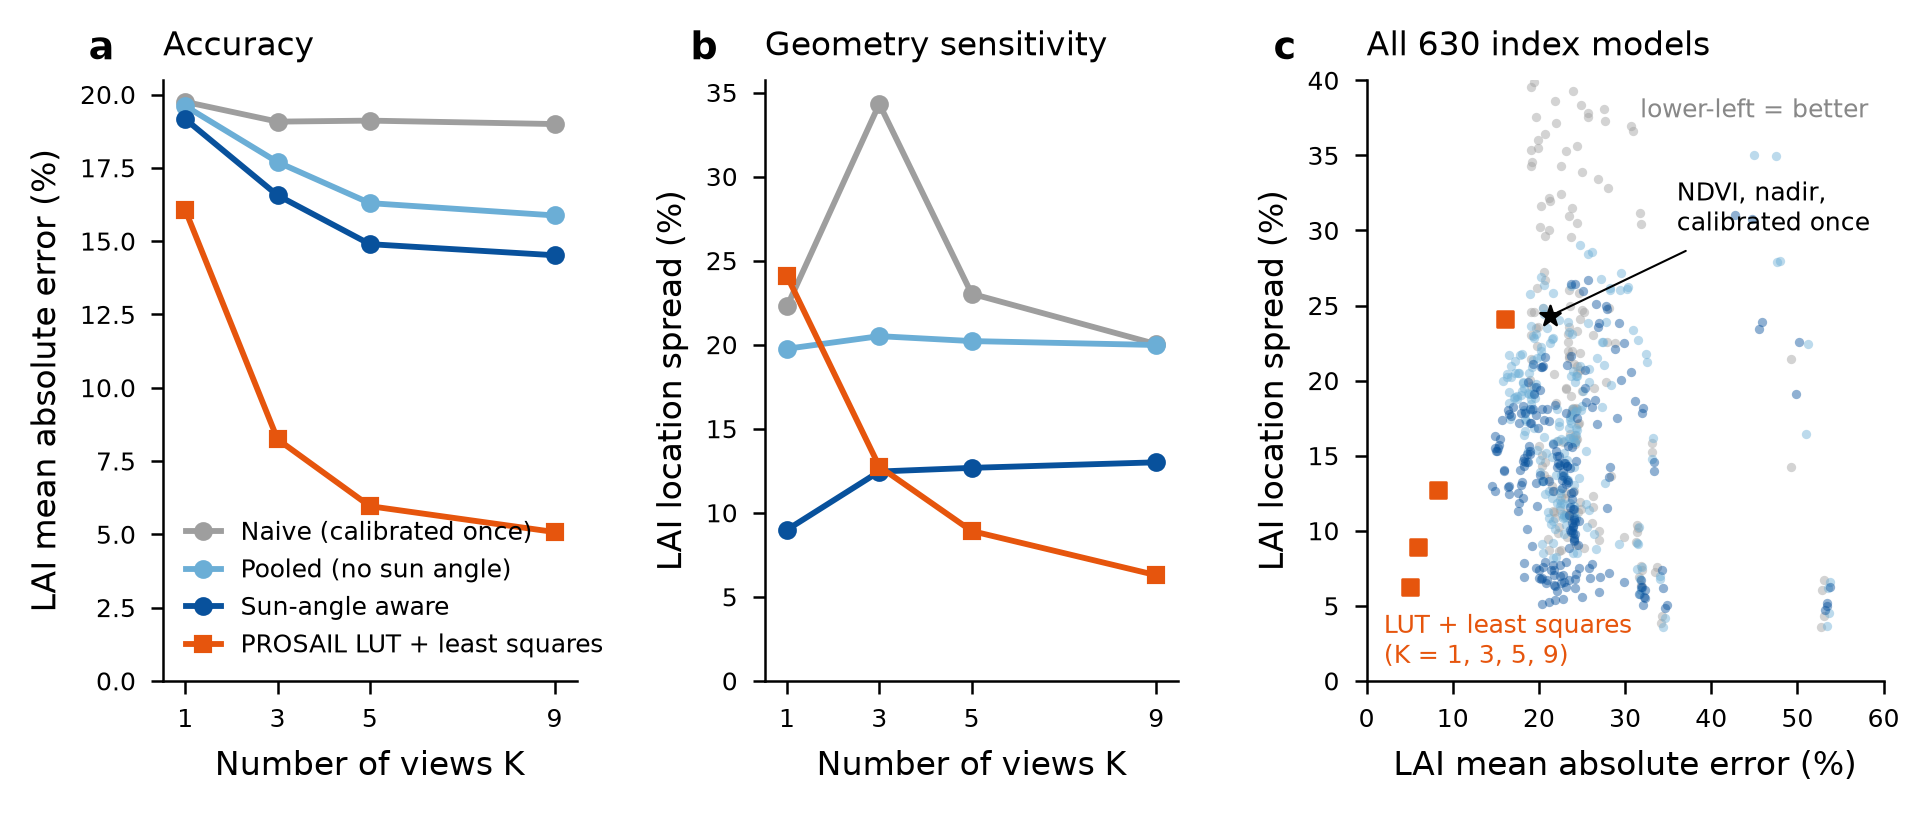 a Accuracy
LAI mean absolute error (%)
20.0
17.5
15.0
12.5
10.0
7.5
5.0
2.5
0.0
Naive (calibrated once)
Pooled (no sun angle)
Sun-angle aware
PROSAIL LUT + least squares
1 3 5 9
Number of views K
b Geometry sensitivity
LAI location spread (%)
35
30
25
20
15
10
5
0
1 3 5 9
Number of views K
c All 630 index models
LAI location spread (%)
40
35
30
25
20
15
10
5
0
lower-left = better
NDVI, nadir,
calibrated once
LUT + least squares
(K = 1, 3, 5, 9)
0 10 20 30 40 50 60
LAI mean absolute error (%)